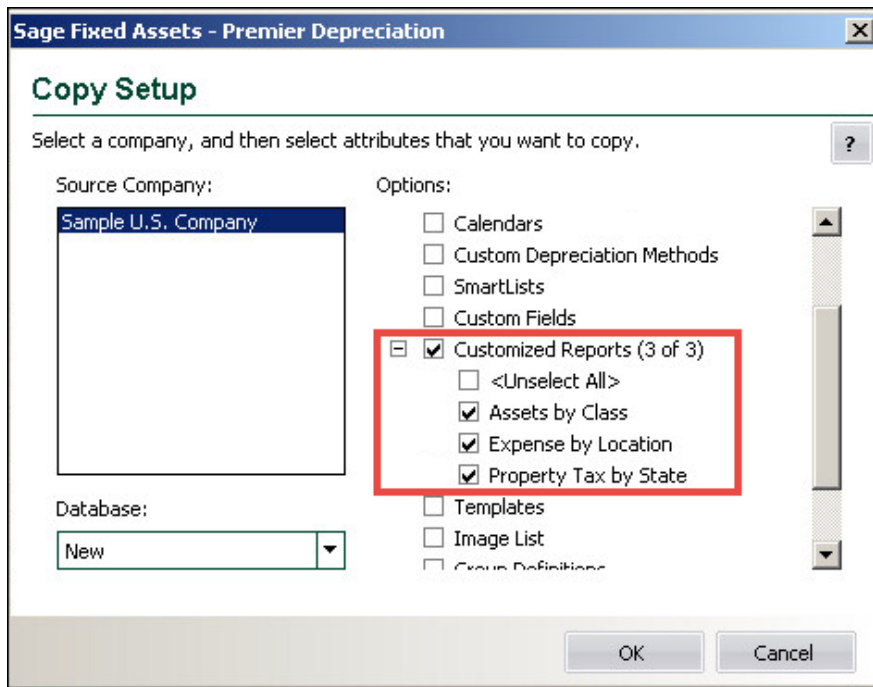 Sage Fixed Assets - Premier Depreciation
Copy Setup
Select a company, and then select attributes that you want to copy.
?
Source Company:
Sample U.S. Company
Database:
New
Options:
Calendars
Custom Depreciation Methods
SmartLists
Custom Fields
Customized Reports (3 of 3)
<Unselect All>
Assets by Class
Expense by Location
Property Tax by State
Templates
Image List
Group Definitions
OK
Cancel